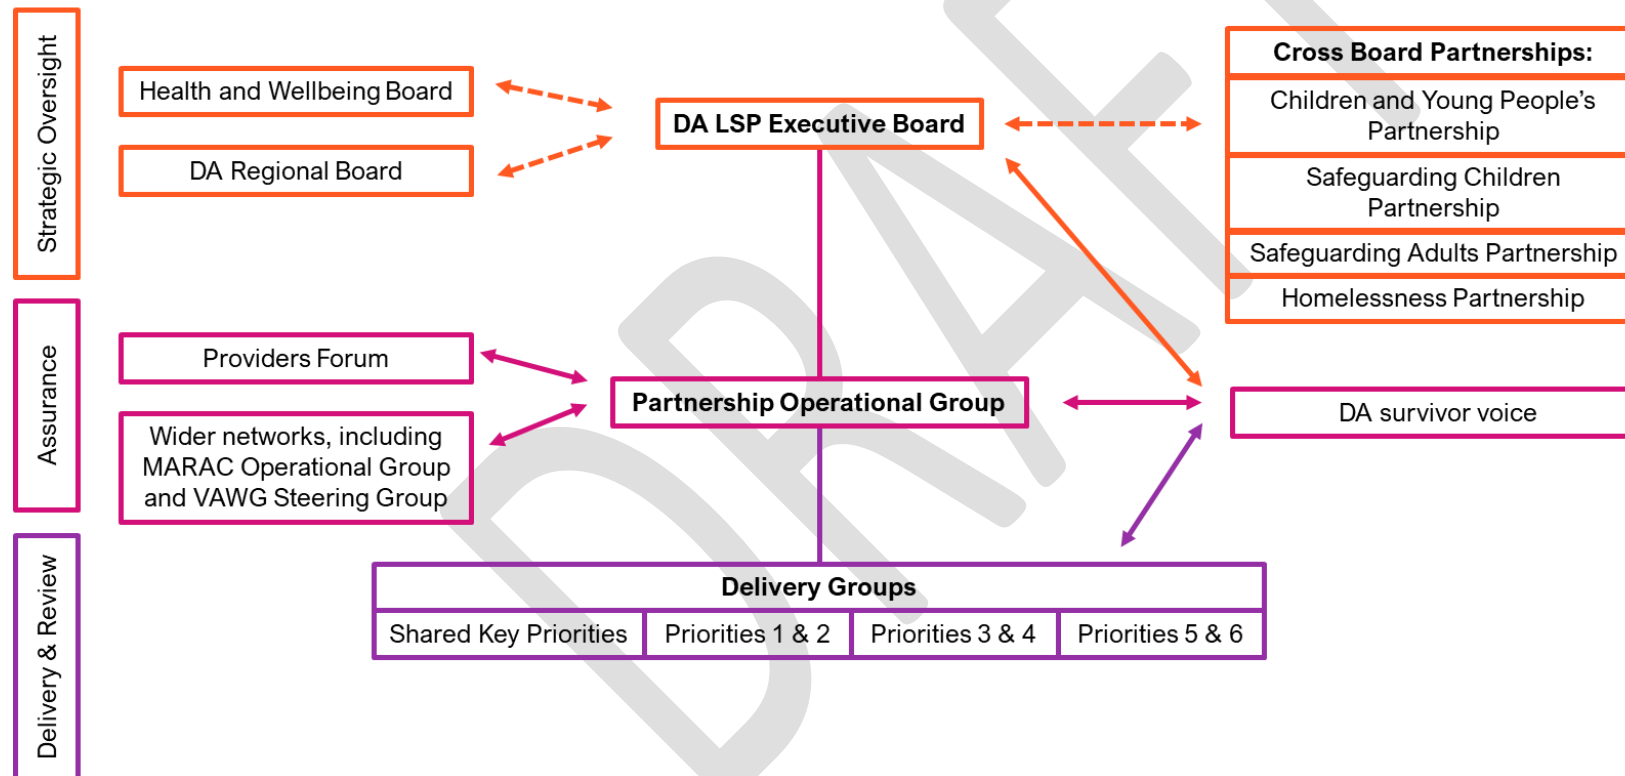 Strategic Oversight
Health and Wellbeing Board
DA Regional Board
DA LSP Executive Board
Cross Board Partnerships:
Children and Young People’s
Partnership
Safeguarding Children
Partnership
Safeguarding Adults Partnership
Homelessness Partnership
Assurance
Providers Forum
Wider networks, including
MARAC Operational Group
and VAWG Steering Group
Partnership Operational Group
DA survivor voice
Delivery & Review
Delivery Groups
Shared Key Priorities
Priorities 1 & 2
Priorities 3 & 4
Priorities 5 & 6
DRAFT